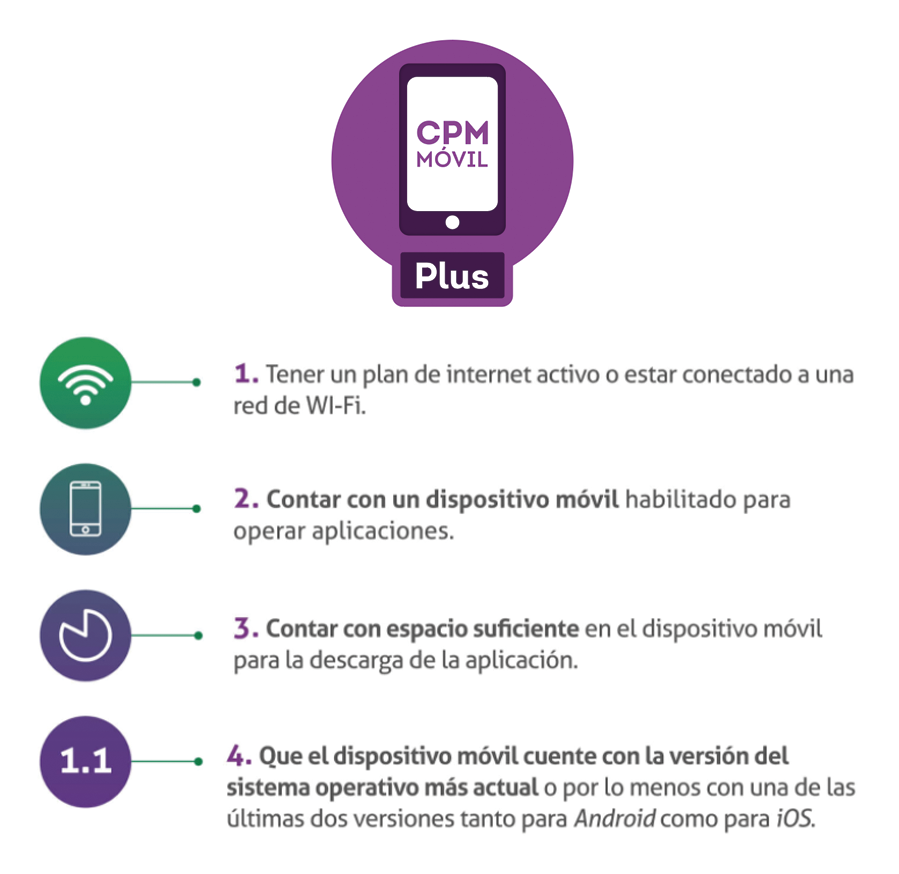 CPM
MÓVIL
Plus
1. Tener un plan de internet activo o estar conectado a una
red de WI-Fi.
2. Contar con un dispositivo móvil habilitado para
operar aplicaciones.
3. Contar con espacio suficiente en el dispositivo móvil
para la descarga de la aplicación.
1.1
4. Que el dispositivo móvil cuente con la versión del
sistema operativo más actual o por lo menos con una de las
últimas dos versiones tanto para Android como para iOS.